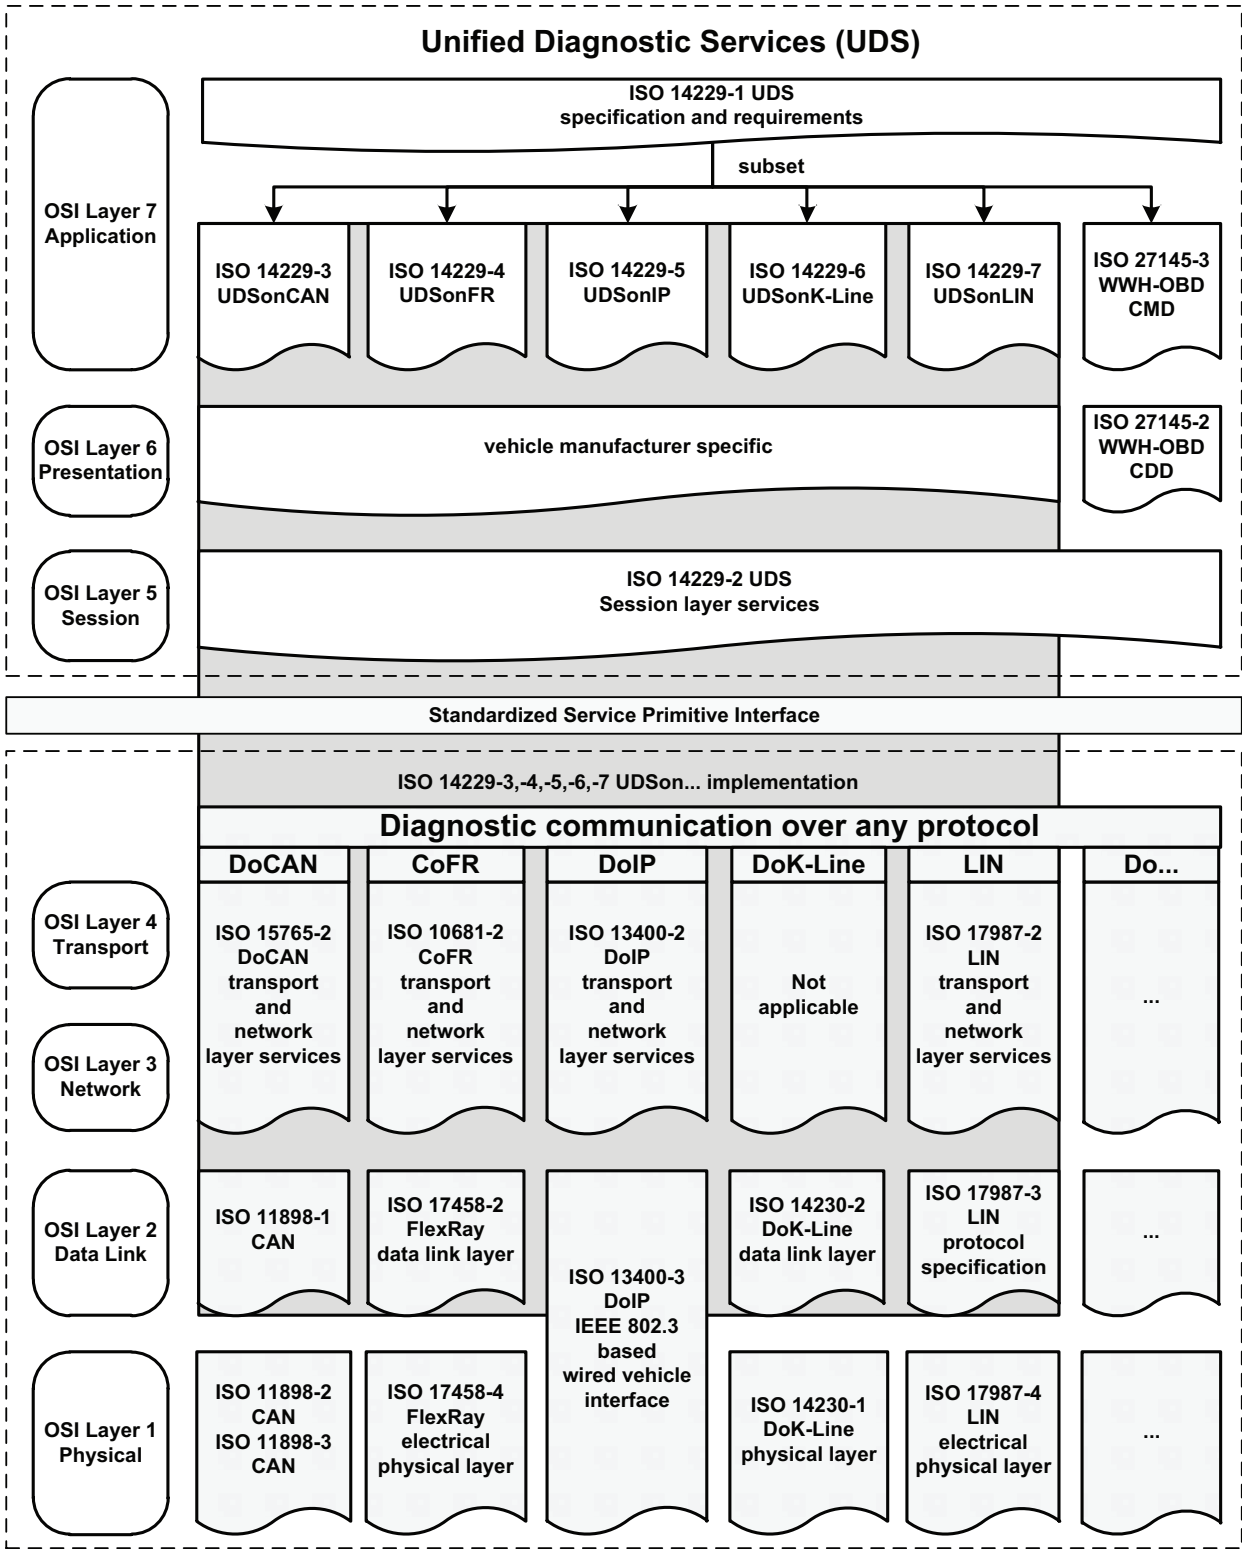 Unified Diagnostic Services (UDS)
ISO 14229-1 UDS
specification and requirements
subset
OSI Layer 7
Application
ISO 14229-3
UDSonCAN
ISO 14229-4
UDSonFR
ISO 14229-5
UDSonIP
ISO 14229-6
UDSonK-Line
ISO 14229-7
UDSonLIN
ISO 27145-3
WWH-OBD
CMD
OSI Layer 6
Presentation
vehicle manufacturer specific
ISO 27145-2
WWH-OBD
CDD
OSI Layer 5
Session
ISO 14229-2 UDS
Session layer services
Standardized Service Primitive Interface
ISO 14229-3,-4,-5,-6,-7 UDSon... implementation
Diagnostic communication over any protocol
DoCAN
CoFR
DoIP
DoK-Line
LIN
Do...
OSI Layer 4
Transport
OSI Layer 3
Network
ISO 15765-2
DoCAN
transport
and
network
layer services
ISO 10681-2
CoFR
transport
and
network
layer services
ISO 13400-2
DoIP
transport
and
network
layer services
Not
applicable
ISO 17987-2
LIN
transport
and
network
layer services
...
OSI Layer 2
Data Link
ISO 11898-1
CAN
ISO 17458-2
FlexRay
data link layer
ISO 13400-3
DoIP
IEEE 802.3
based
wired vehicle
interface
ISO 14230-2
DoK-Line
data link layer
ISO 17987-3
LIN
protocol
specification
...
OSI Layer 1
Physical
ISO 11898-2
CAN
ISO 11898-3
CAN
ISO 17458-4
FlexRay
electrical
physical layer
ISO 14230-1
DoK-Line
physical layer
ISO 17987-4
LIN
electrical
physical layer
...